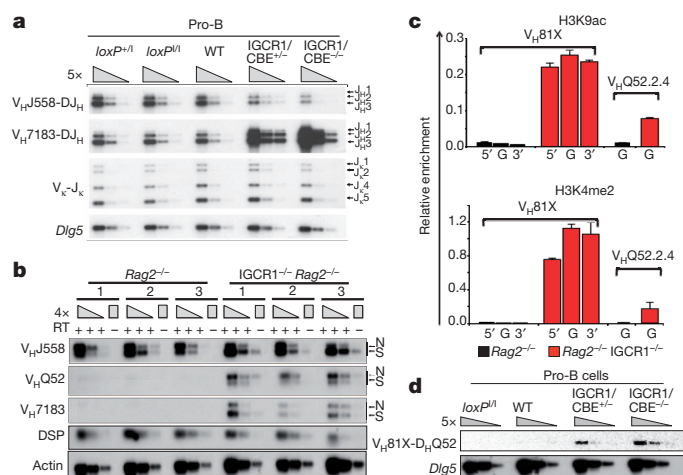 a
Pro-B
loxP+/I loxPI/I WT IGCR1/CBE+/− IGCR1/CBE−/−
5×
VHJ558-DJH
JH1
JH2
JH3
VH7183-DJH
JH1
JH2
JH3
Vκ-Jκ
Jκ1
Jκ2
Jκ4
Jκ5
Dlg5
b
Rag2−/− IGCR1−/− Rag2−/−
1 2 3 1 2 3
4×
RT + + + − + + + − + + + − + + + − + + + − + + + −
VHJ558 N
S
VHQ52 N
S
VH7183 N
S
DSP
Actin
c
H3K9ac
VH81X
VHQ52.2.4
0.3
0.2
0.1
0.0
5′ G 3′ 5′ G 3′ G G
Relative enrichment
H3K4me2
VH81X
VHQ52.2.4
1.2
0.8
0.4
0.0
5′ G 3′ 5′ G 3′ G G
Rag2−/− Rag2−/− IGCR1−/−
d
Pro-B cells
loxPI/I WT IGCR1/CBE+/− IGCR1/CBE−/−
5×
VH81X-DHQ52
Dlg5